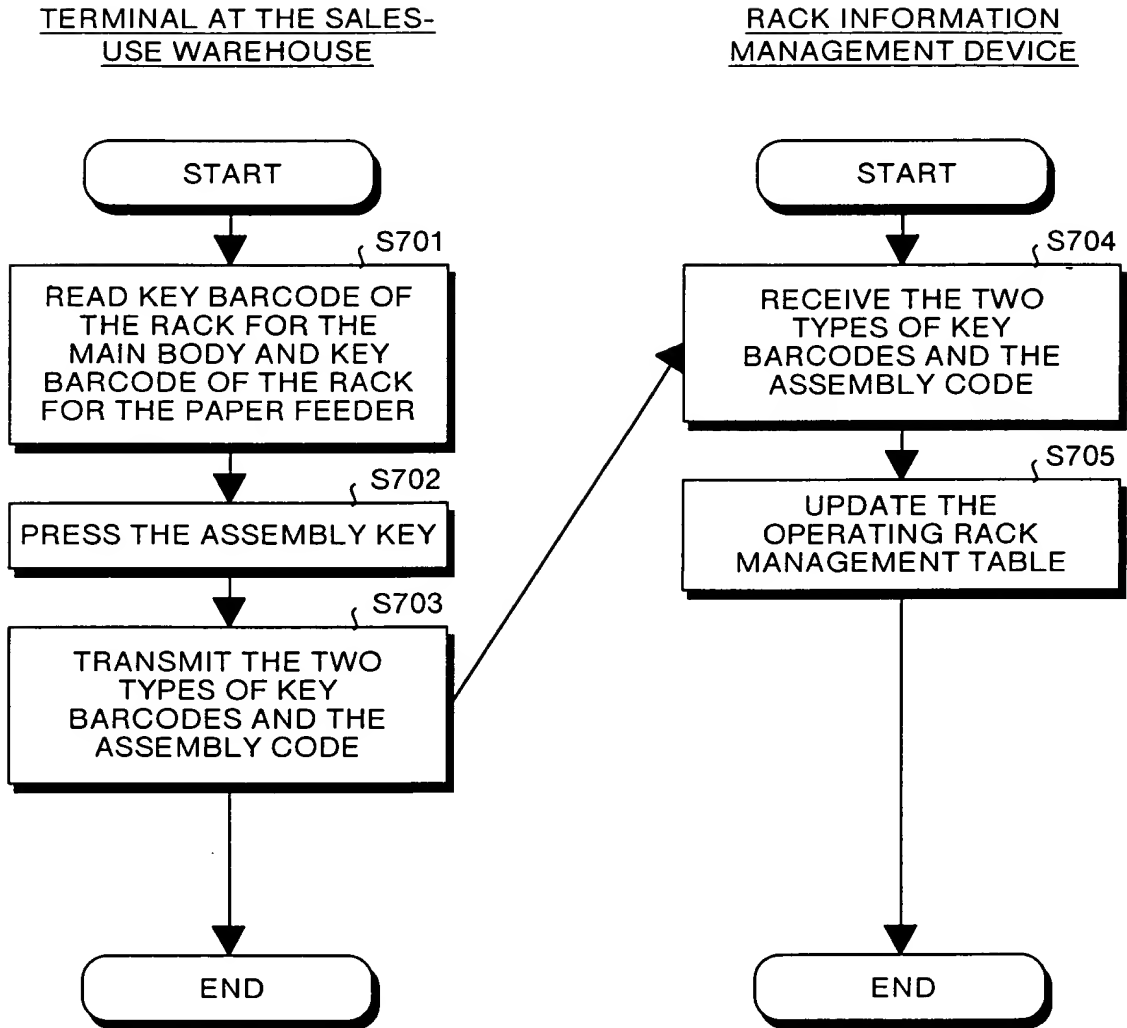 TERMINAL AT THE SALES-
USE WAREHOUSE
START
S701
READ KEY BARCODE OF
THE RACK FOR THE
MAIN BODY AND KEY
BARCODE OF THE RACK
FOR THE PAPER FEEDER
S702
PRESS THE ASSEMBLY KEY
S703
TRANSMIT THE TWO
TYPES OF KEY
BARCODES AND THE
ASSEMBLY CODE
END
RACK INFORMATION
MANAGEMENT DEVICE
START
S704
RECEIVE THE TWO
TYPES OF KEY
BARCODES AND THE
ASSEMBLY CODE
S705
UPDATE THE
OPERATING RACK
MANAGEMENT TABLE
END